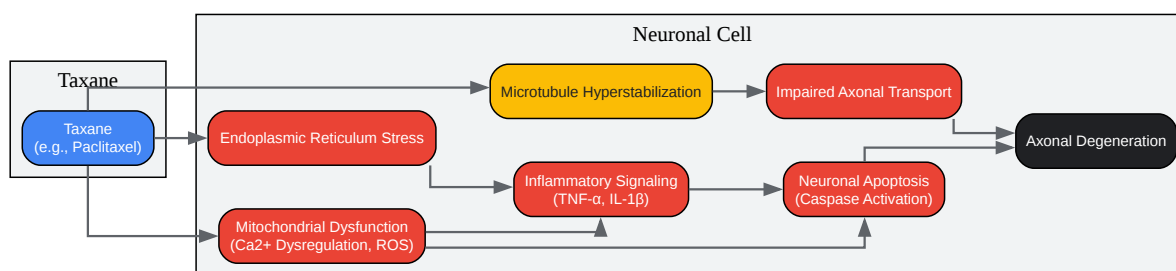 Neuronal Cell
Taxane
Taxane
(e.g., Paclitaxel)
Microtubule Hyperstabilization
Impaired Axonal Transport
Endoplasmic Reticulum Stress
Axonal Degeneration
Inflammatory Signaling
(TNF-α, IL-1β)
Neuronal Apoptosis
(Caspase Activation)
Mitochondrial Dysfunction
(Ca2+ Dysregulation, ROS)